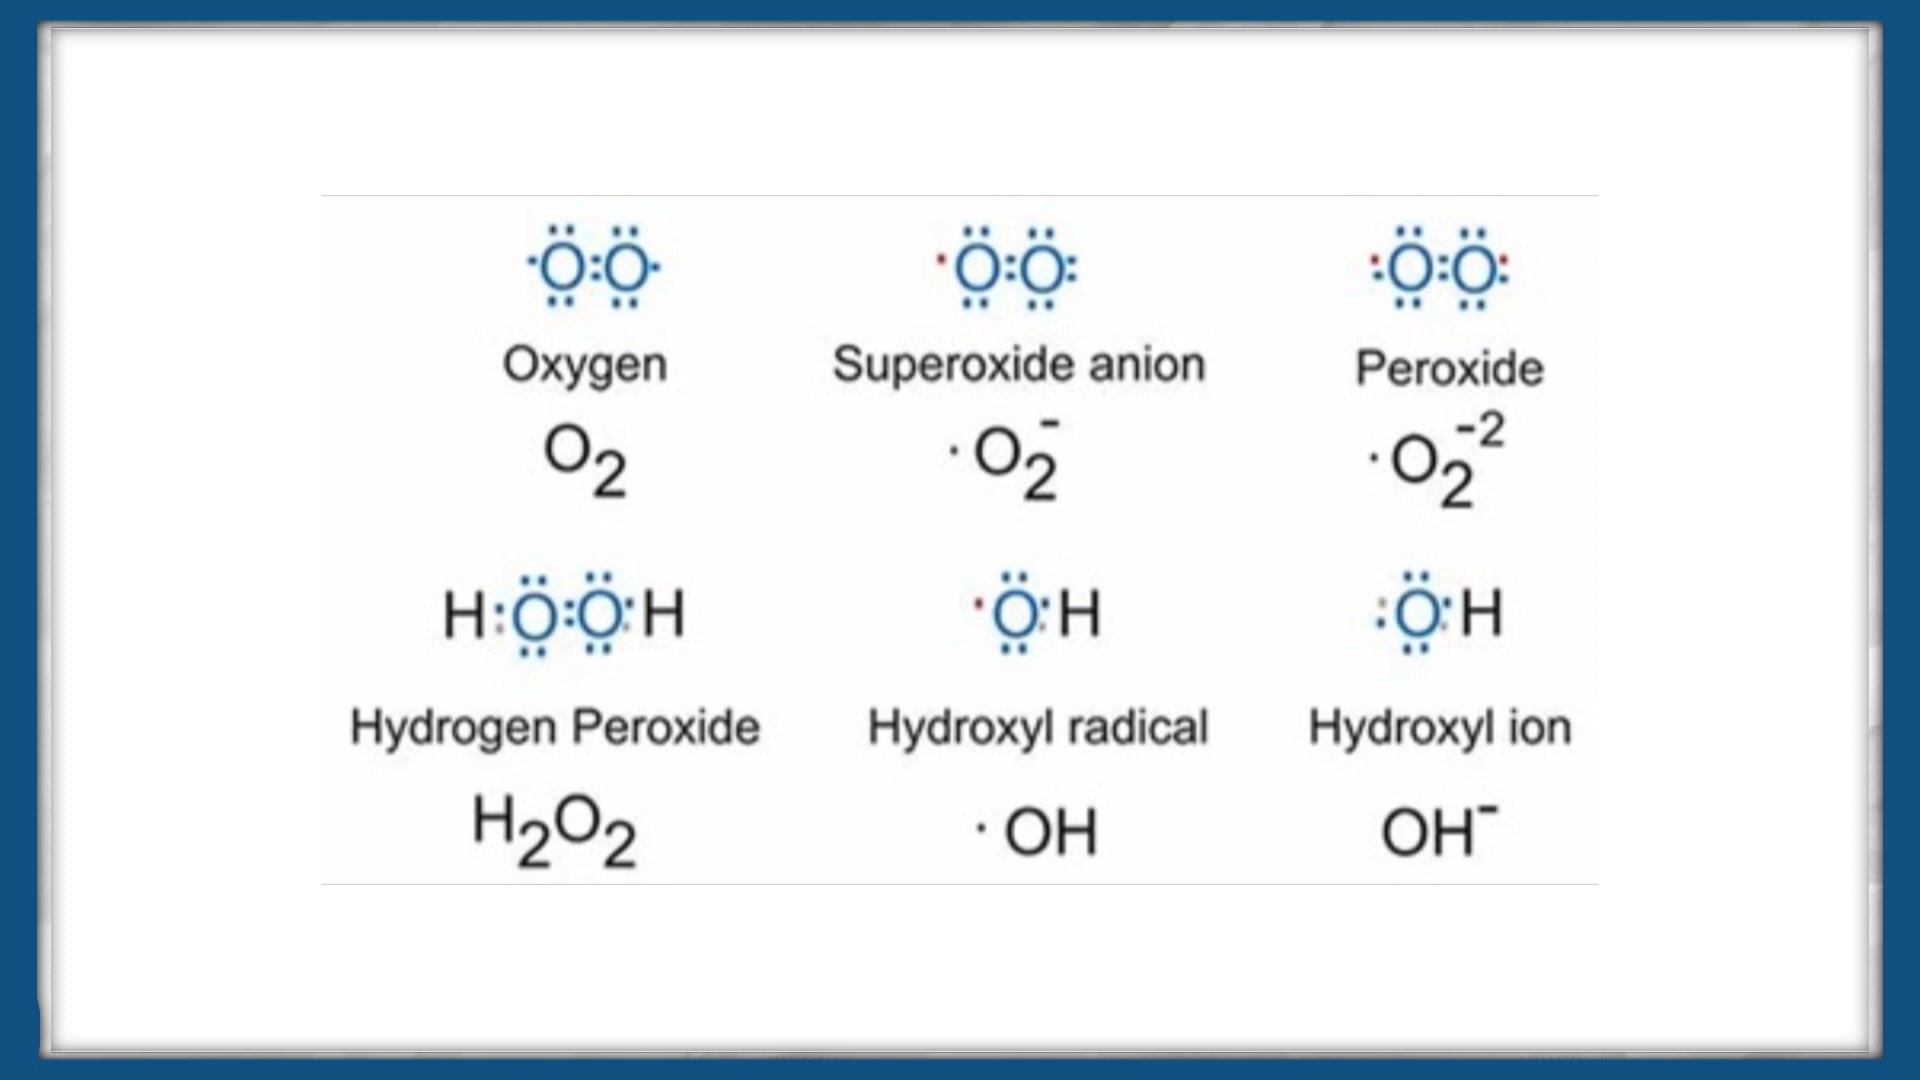 ·O:O· ·O:O: :O:O:
Oxygen Superoxide anion Peroxide
O₂ ·O₂⁻ ·O₂⁻²
H:O:O:H ·O:H :O:H
Hydrogen Peroxide Hydroxyl radical Hydroxyl ion
H₂O₂ ·OH OH⁻